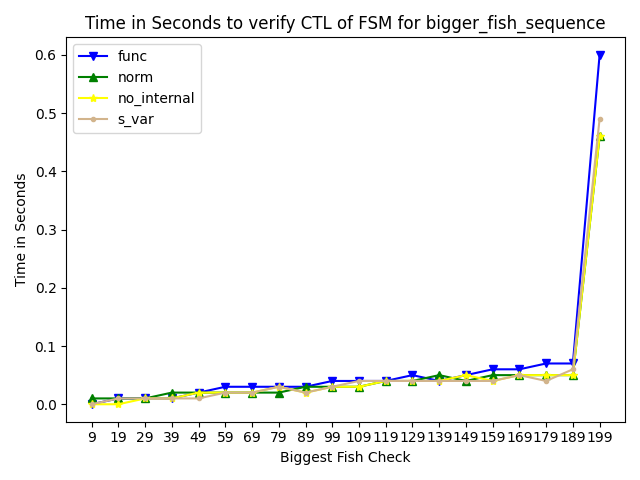 Time in Seconds to verify CTL of FSM for bigger_fish_sequence
func
norm
no_internal
s_var
Time in Seconds
0.6
0.5
0.4
0.3
0.2
0.1
0.0
9 19 29 39 49 59 69 79 89 99 109 119 129 139 149 159 169 179 189 199
Biggest Fish Check